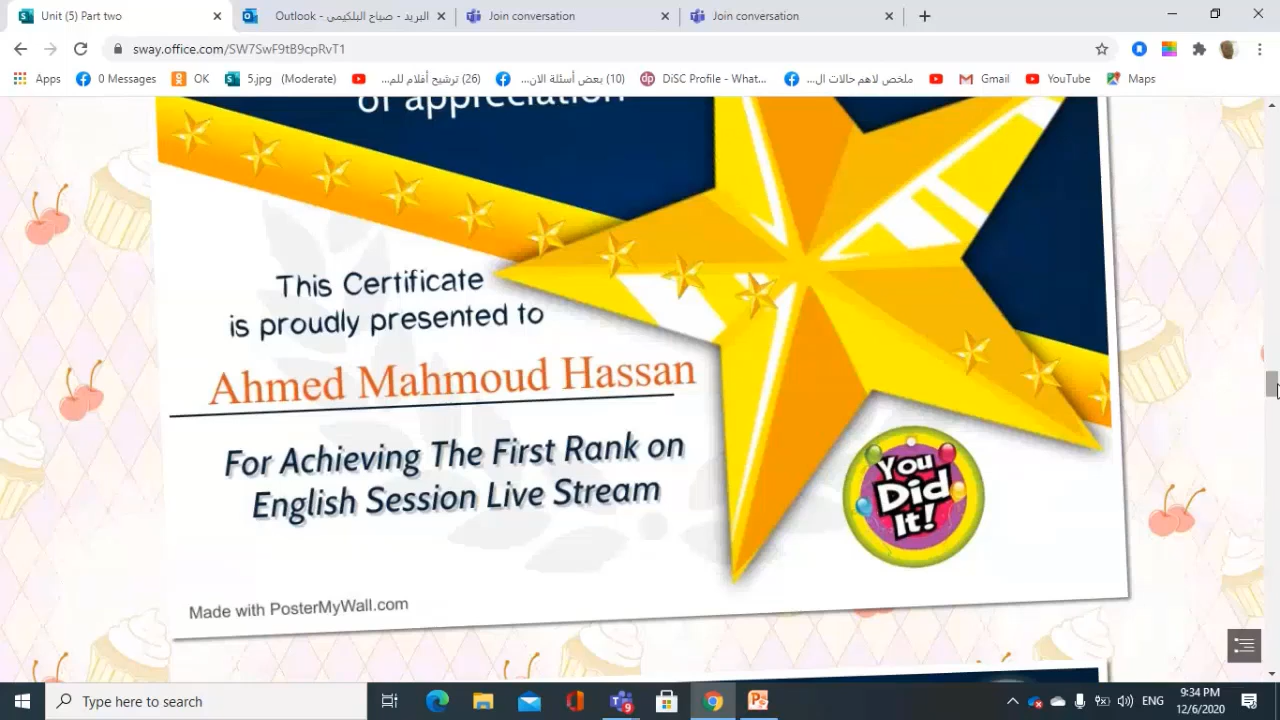 Unit (5) Part two
Outlook - البريد - صباح البلكيمى
Join conversation
Join conversation
sway.office.com/SW7SwF9tB9cpRvT1
Apps
0 Messages
OK
5.jpg (Moderate)
(26) ترشيح أفلام للم...
(10) بعض أسئلة الان...
DiSC Profile - What...
ملخص لاهم حالات ال...
Gmail
YouTube
Maps
of appreciation
This Certificate
is proudly presented to
Ahmed Mahmoud Hassan
For Achieving The First Rank on
English Session Live Stream
You
Did
It!
Made with PosterMyWall.com
Type here to search
9
ENG
9:34 PM
12/6/2020